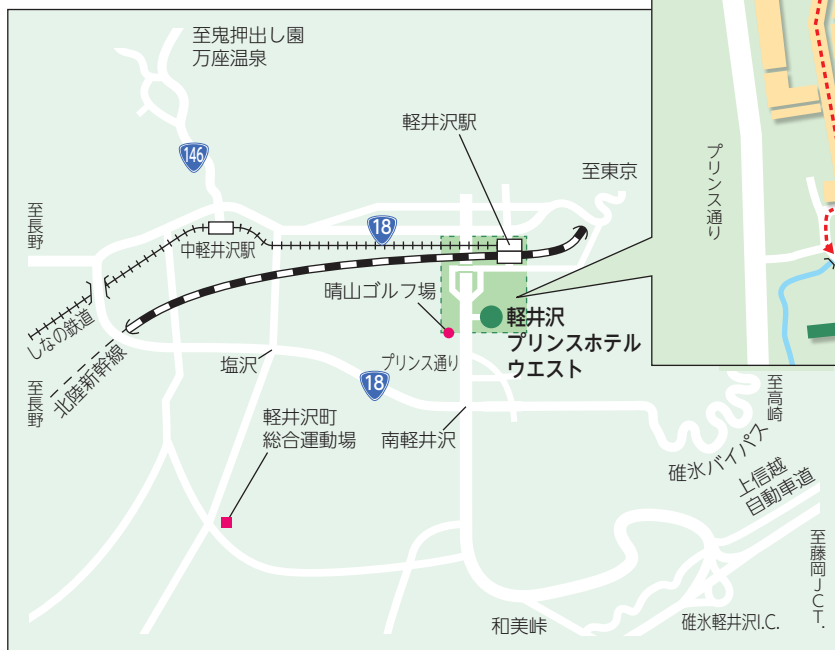 至鬼押出し園
万座温泉
軽井沢駅
146
至東京
プリンス通り
至長野
18
中軽井沢駅
晴山ゴルフ場
軽井沢
プリンスホテル
ウエスト
しなの鉄道
北陸新幹線
至長野
塩沢
プリンス通り
18
至高崎
軽井沢町
総合運動場
南軽井沢
碓氷バイパス
上信越
自動車道
至藤岡JCT.
和美峠
碓氷軽井沢I.C.